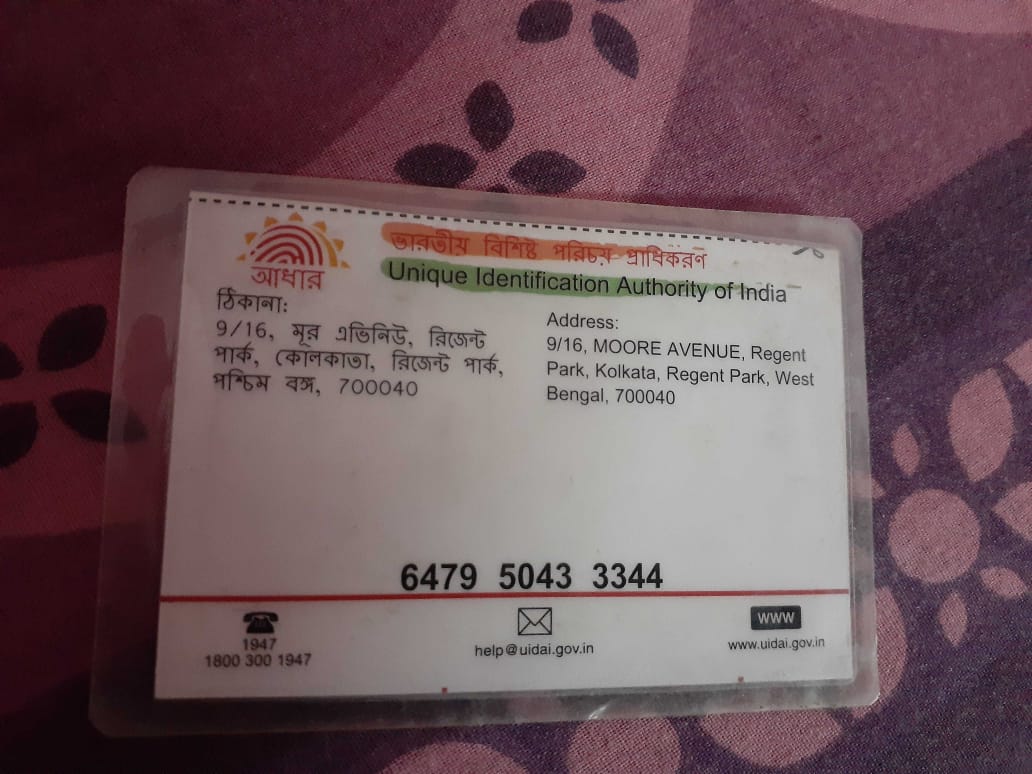 ভারতীয় বিশিষ্ট পরিচয় প্রাধিকরণ
Unique Identification Authority of India
আধার
ঠিকানা:
9/16, মূর এভিনিউ, রিজেন্ট
পার্ক, কোলকাতা, রিজেন্ট পার্ক,
পশ্চিম বঙ্গ, 700040
Address:
9/16, MOORE AVENUE, Regent
Park, Kolkata, Regent Park, West
Bengal, 700040
6479 5043 3344
1947
1800 300 1947
help@uidai.gov.in
www
www.uidai.gov.in